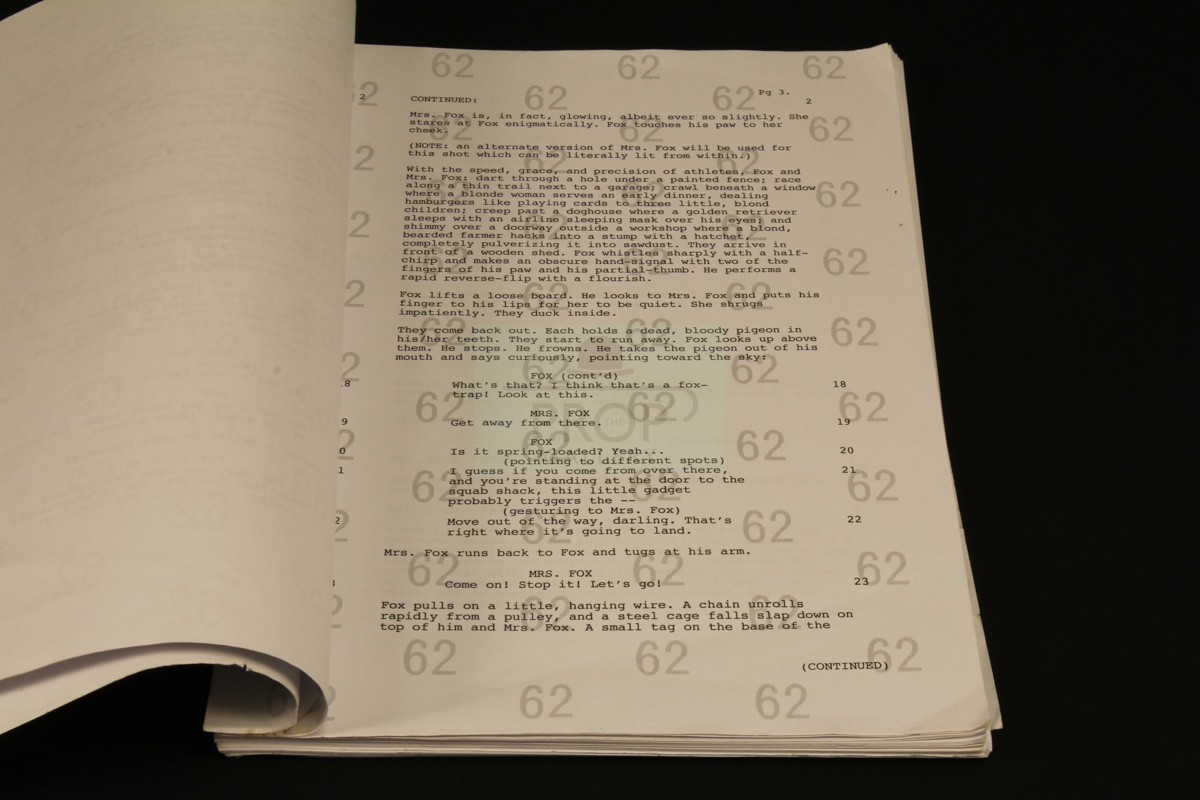 Pg 3.
2 CONTINUED: 2
Mrs. Fox is, in fact, glowing, albeit ever so slightly. She
stares at Fox enigmatically. Fox touches his paw to her
cheek.
(NOTE: an alternate version of Mrs. Fox will be used for
this shot which can be literally lit from within.)
With the speed, grace, and precision of athletes, Fox and
Mrs. Fox: dart through a hole under a painted fence; race
along a thin trail next to a garage; crawl beneath a window
where a blonde woman serves an early dinner, dealing
hamburgers like playing cards to three little, blond
children; creep past a doghouse where a golden retriever
sleeps with an airline sleeping mask over his eyes; and
shimmy over a doorway outside a workshop where a blond,
bearded farmer hacks into a stump with a hatchet,
completely pulverizing it into sawdust. They arrive in
front of a wooden shed. Fox whistles sharply with a half-
chirp and makes an obscure hand-signal with two of the
fingers of his paw and his partial-thumb. He performs a
rapid reverse-flip with a flourish.
Fox lifts a loose board. He looks to Mrs. Fox and puts his
finger to his lips for her to be quiet. She shrugs
impatiently. They duck inside.
They come back out. Each holds a dead, bloody pigeon in
his/her teeth. They start to run away. Fox looks up above
them. He stops. He frowns. He takes the pigeon out of his
mouth and says curiously, pointing toward the sky:
FOX (cont'd)
8 What's that? I think that's a fox- 18
trap! Look at this.
MRS. FOX
9 Get away from there. 19
FOX
0 Is it spring-loaded? Yeah... 20
(pointing to different spots)
1 I guess if you come from over there, 21
and you're standing at the door to the
squab shack, this little gadget
probably triggers the --
(gesturing to Mrs. Fox)
2 Move out of the way, darling. That's 22
right where it's going to land.
Mrs. Fox runs back to Fox and tugs at his arm.
MRS. FOX
Come on! Stop it! Let's go! 23
Fox pulls on a little, hanging wire. A chain unrolls
rapidly from a pulley, and a steel cage falls slap down on
top of him and Mrs. Fox. A small tag on the base of the
(CONTINUED)
62
THE
PROP